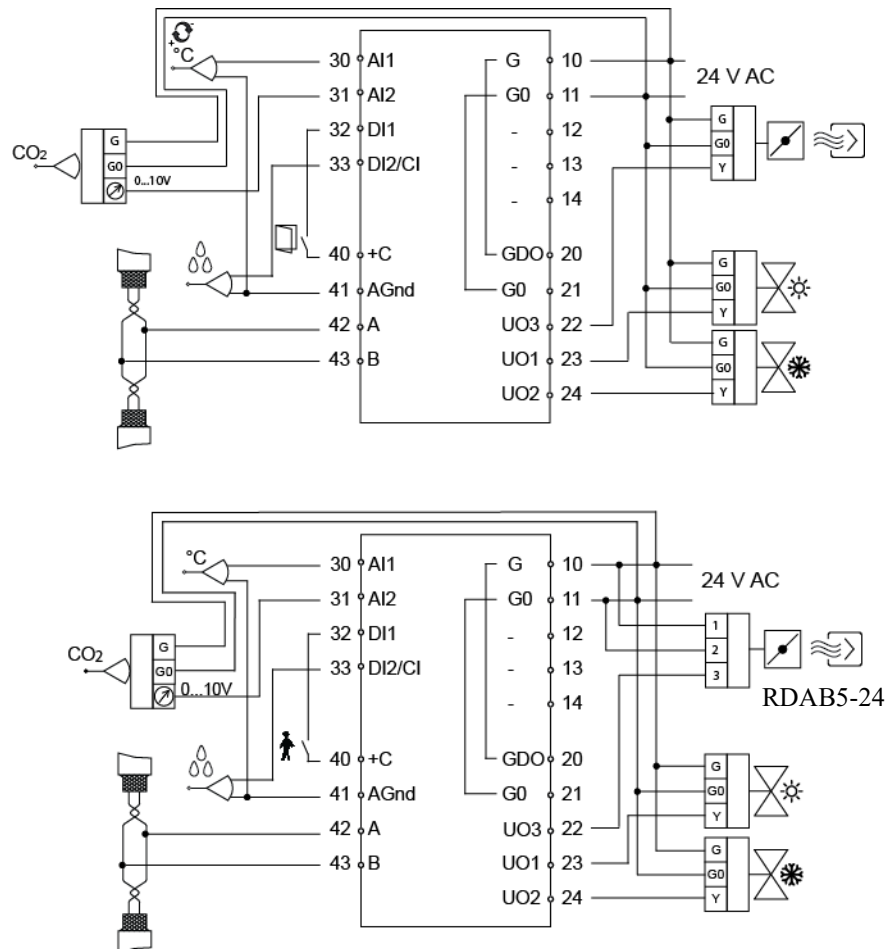 + -
°C
30 AI1 G 10
24 V AC
31 AI2 G0 11
32 DI1 - 12
G
G
33 DI2/CI - 13
G0
CO₂
G0
Y
0...10V
- 14
40 +C GDO 20
G
41 AGnd G0 21
G0
Y
42 A UO3 22
G
43 B UO1 23
G0
UO2 24
Y
°C
30 AI1 G 10
24 V AC
31 AI2 G0 11
32 DI1 - 12
1
G
2
CO₂
33 DI2/CI - 13
G0
3
0...10V
- 14
RDAB5-24
40 +C GDO 20
G
41 AGnd G0 21
G0
Y
42 A UO3 22
G
43 B UO1 23
G0
UO2 24
Y